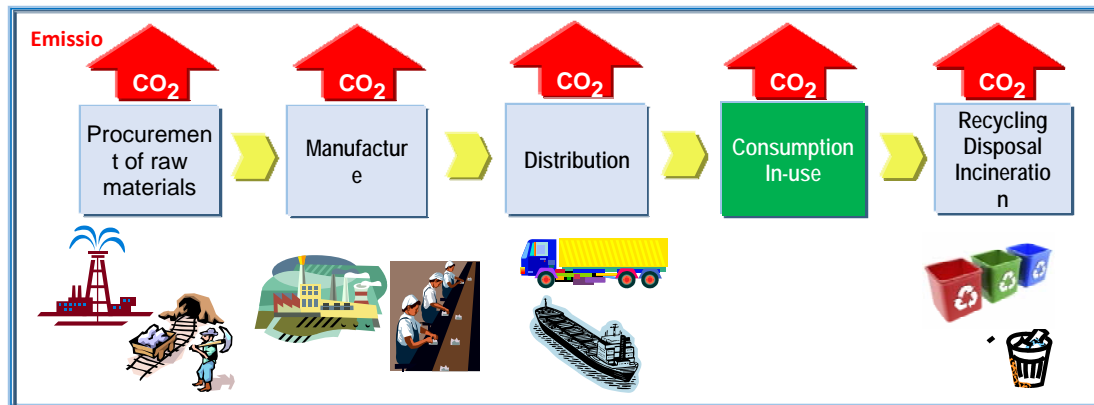 Emissio
CO2
CO2
CO2
CO2
CO2
Procuremen
t of raw
materials
Manufactur
e
Distribution
Consumption
In-use
Recycling
Disposal
Incineratio
n